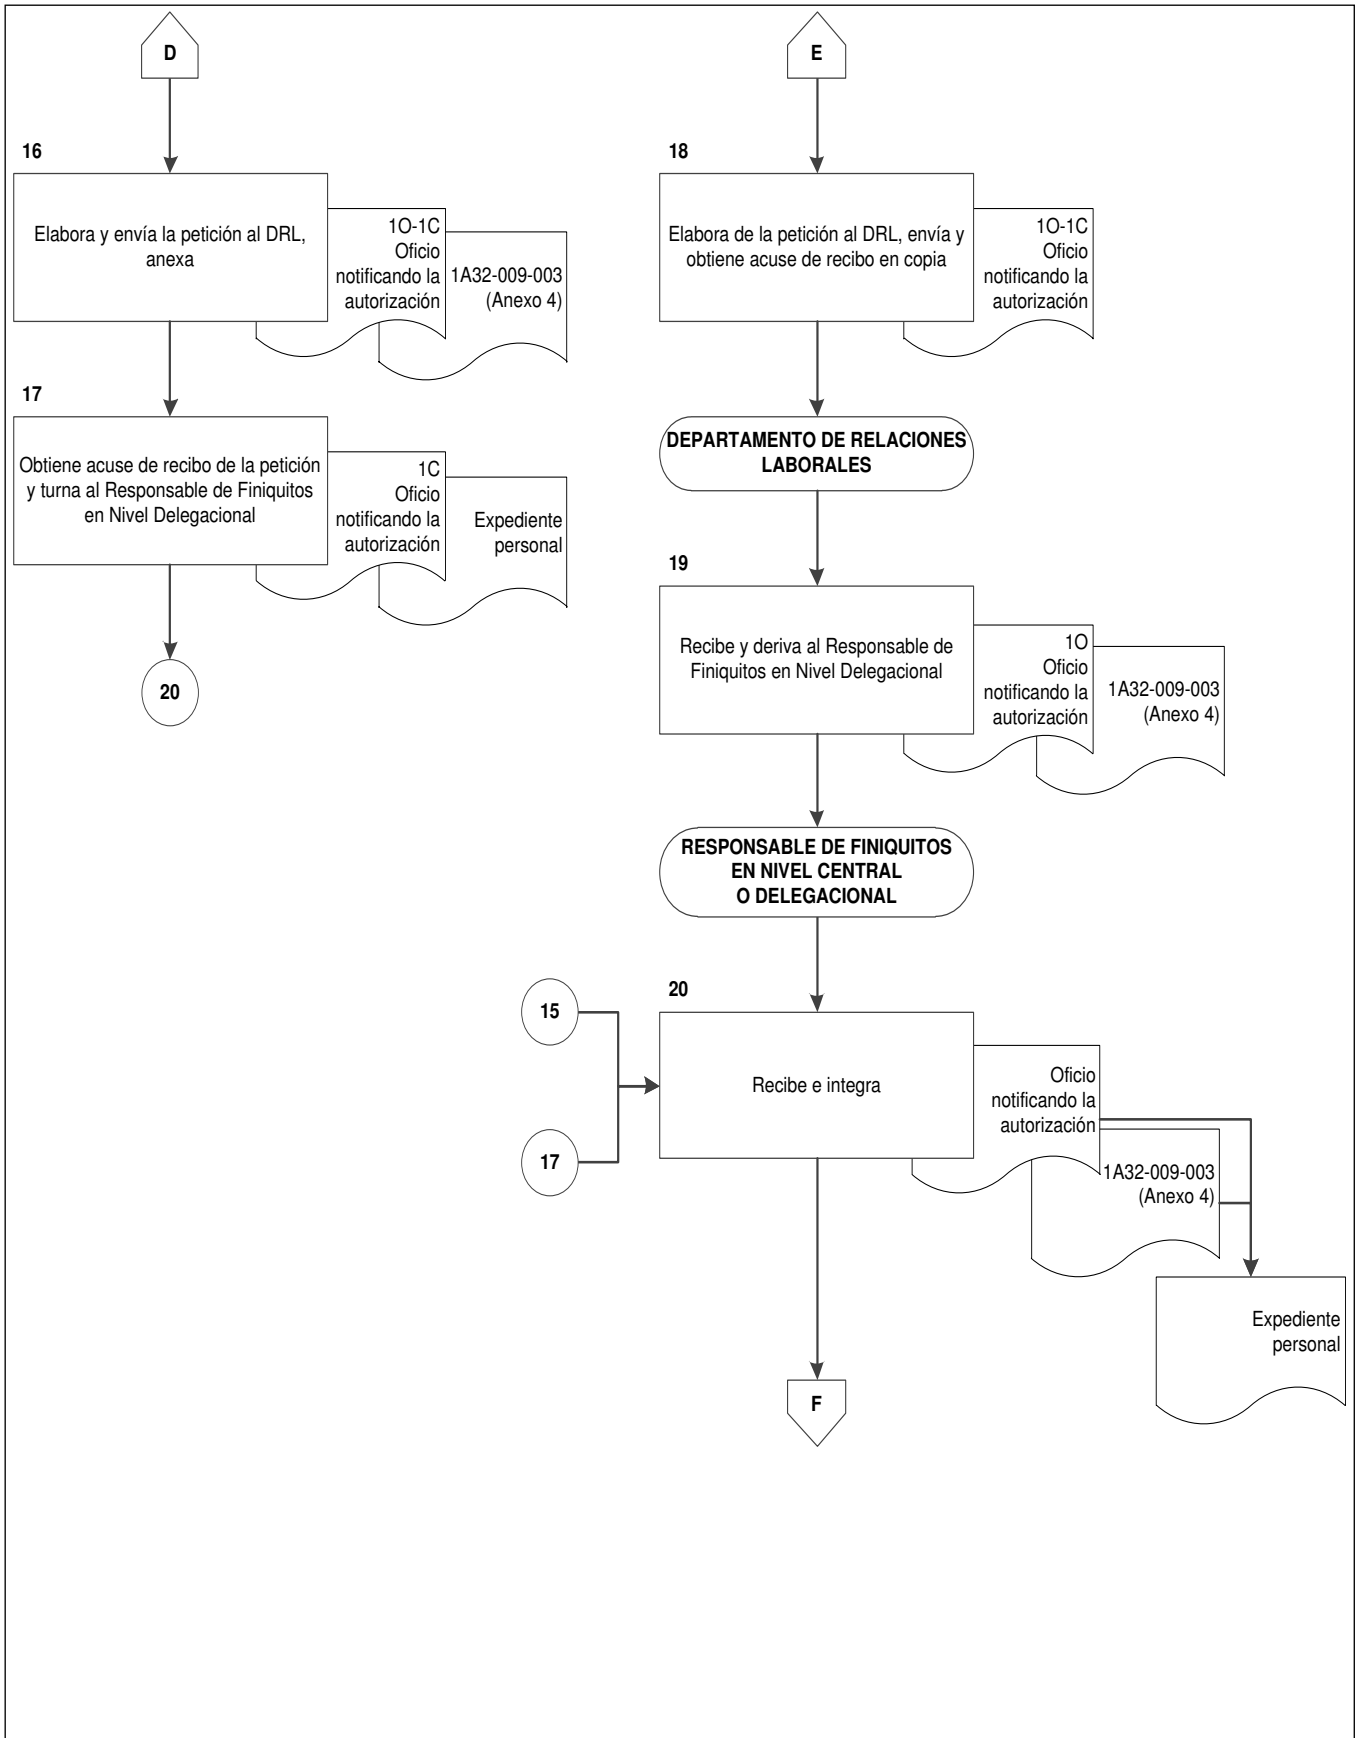 D
16
Elabora y envía la petición al DRL,
anexa
1O-1C
Oficio
notificando la
autorización
1A32-009-003
(Anexo 4)
17
Obtiene acuse de recibo de la petición
y turna al Responsable de Finiquitos
en Nivel Delegacional
1C
Oficio
notificando la
autorización
Expediente
personal
20
E
18
Elabora de la petición al DRL, envía y
obtiene acuse de recibo en copia
1O-1C
Oficio
notificando la
autorización
DEPARTAMENTO DE RELACIONES
LABORALES
19
Recibe y deriva al Responsable de
Finiquitos en Nivel Delegacional
1O
Oficio
notificando la
autorización
1A32-009-003
(Anexo 4)
RESPONSABLE DE FINIQUITOS
EN NIVEL CENTRAL
O DELEGACIONAL
15
17
20
Recibe e integra
Oficio
notificando la
autorización
1A32-009-003
(Anexo 4)
Expediente
personal
F